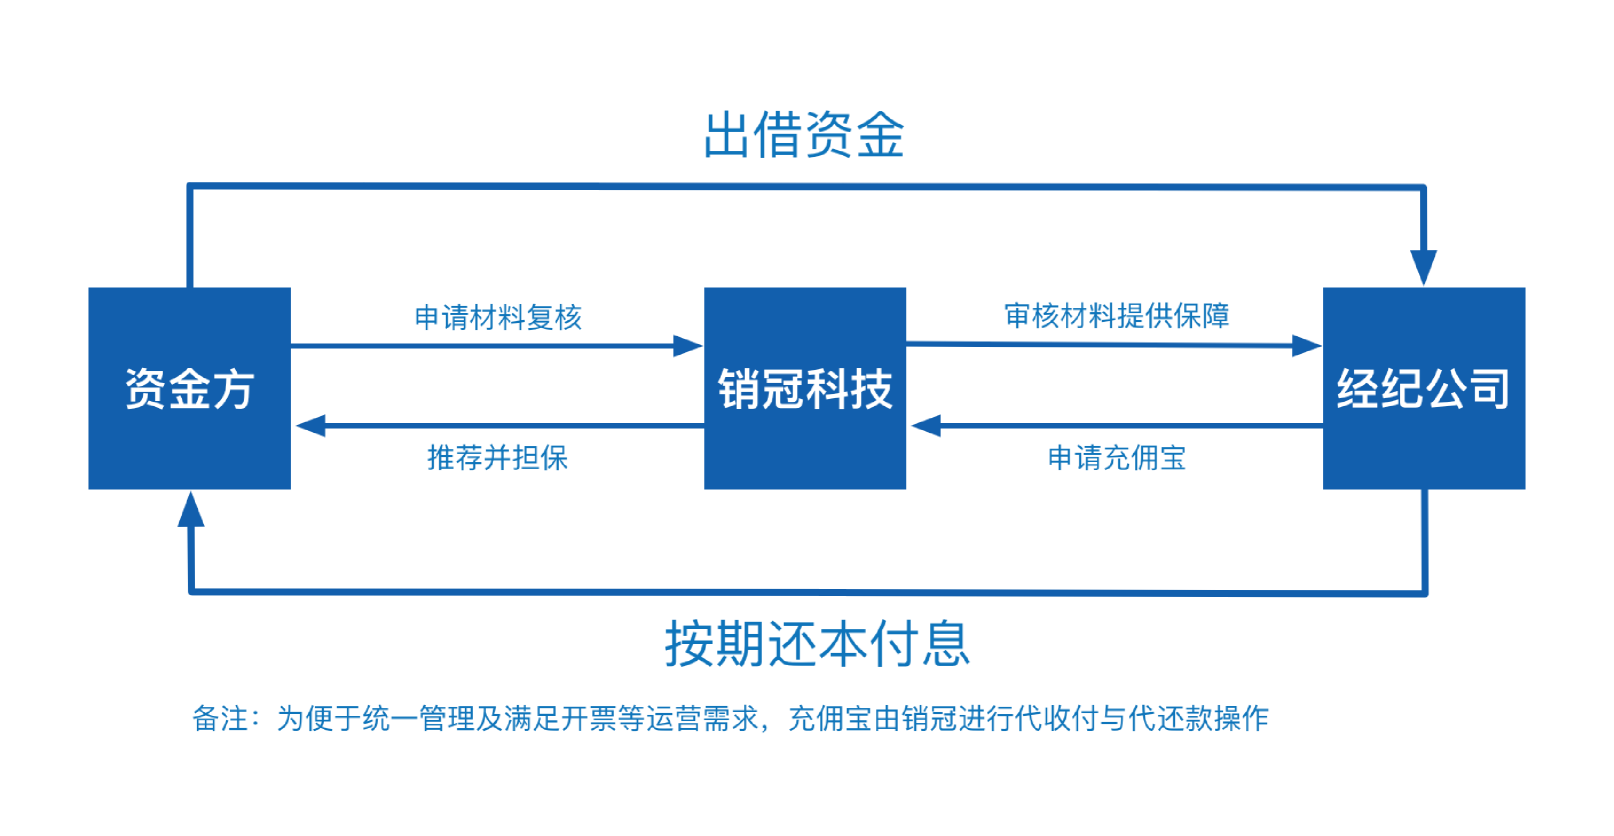 出借资金
申请材料复核
审核材料提供保障
资金方
销冠科技
经纪公司
推荐并担保
申请充佣宝
按期还本付息
备注：为便于统一管理及满足开票等运营需求，充佣宝由销冠进行代收付与代还款操作